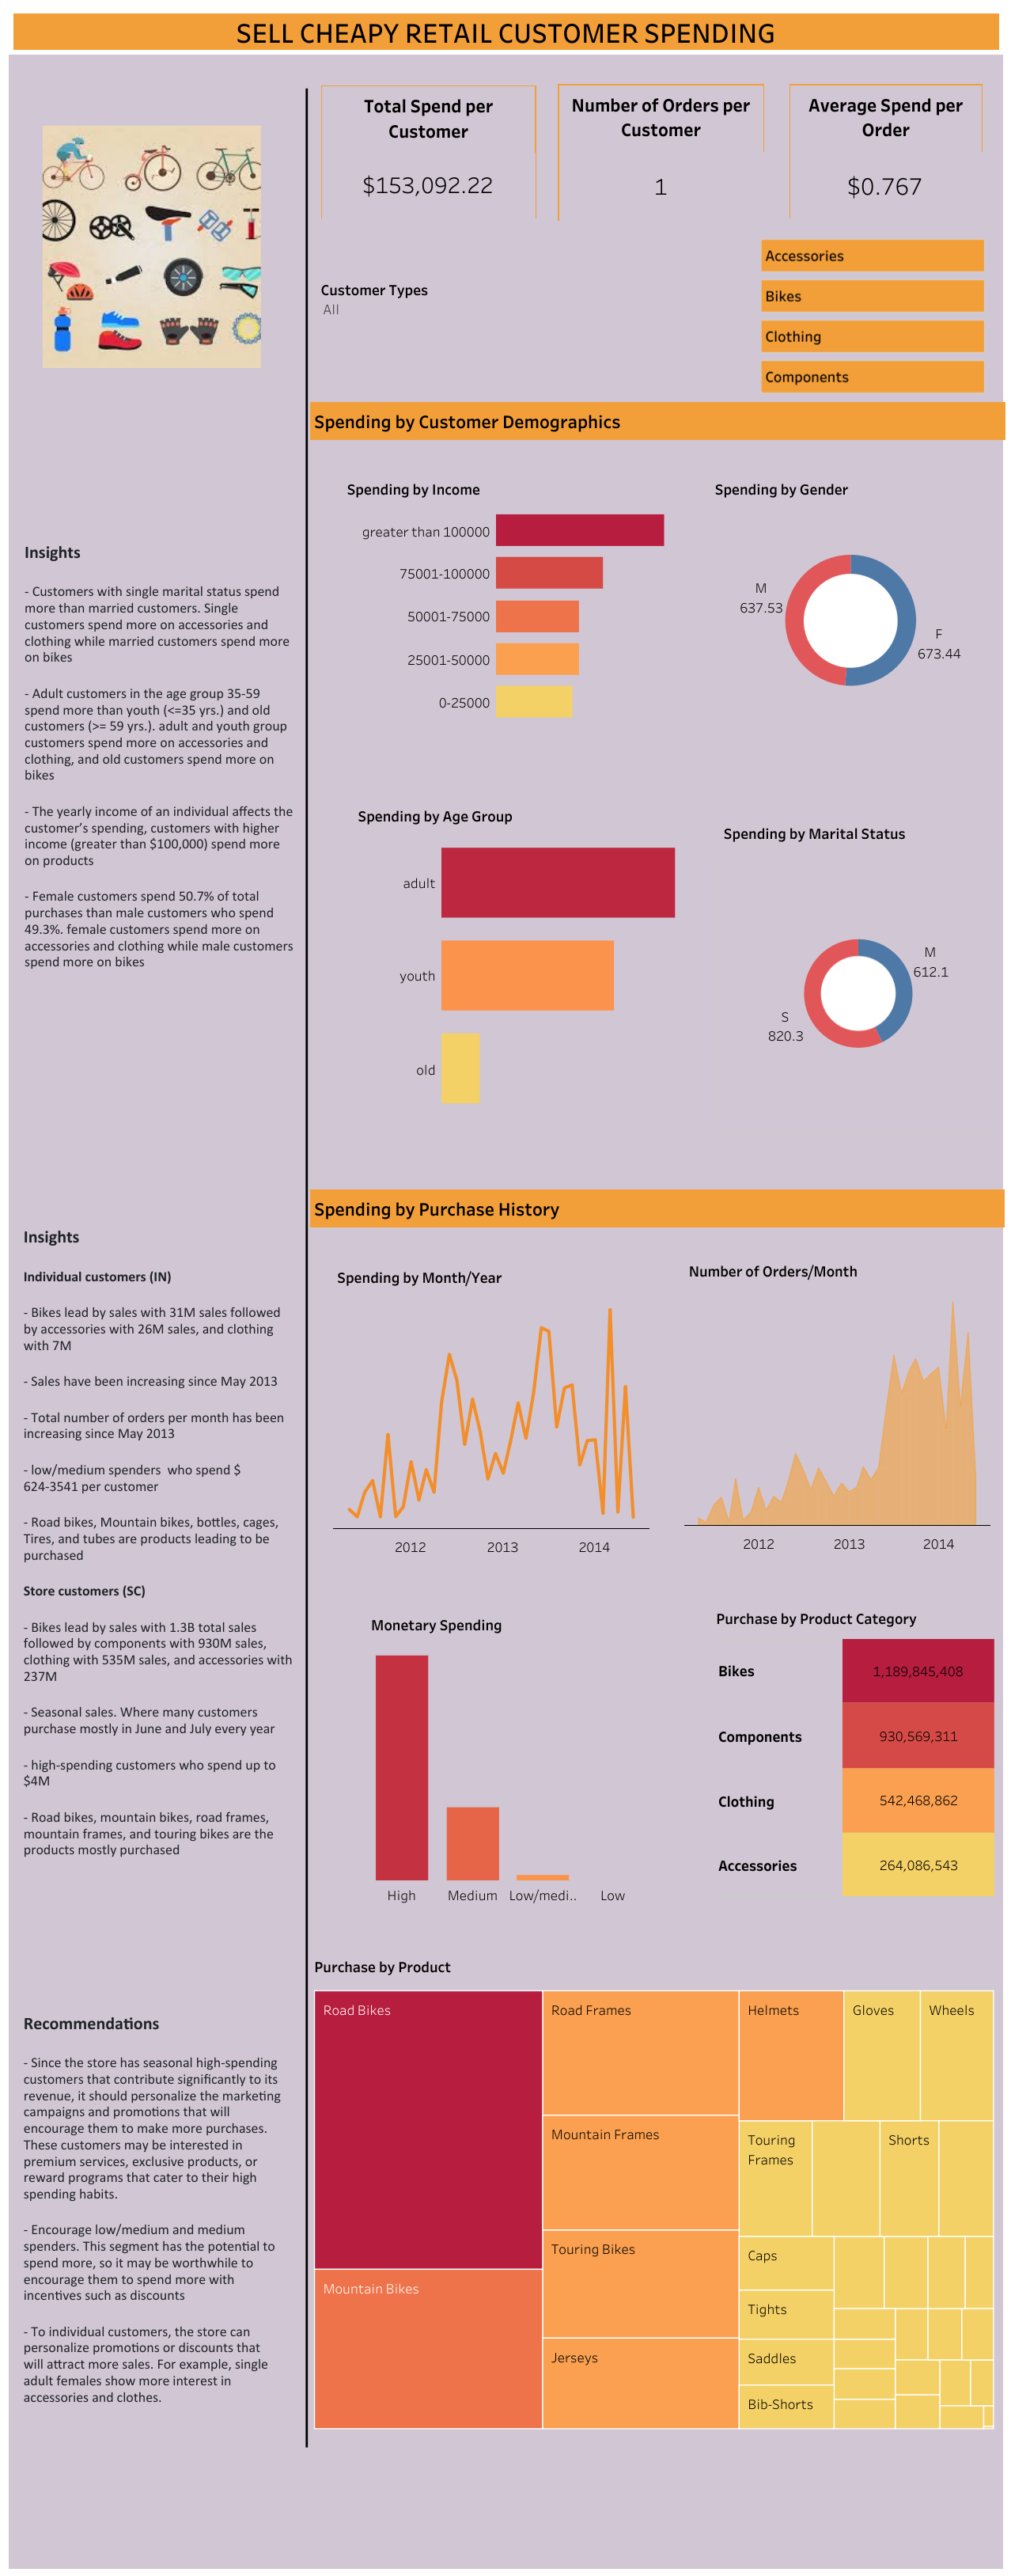 SELL CHEAPY RETAIL CUSTOMER SPENDING
Total Spend per
Customer
$153,092.22
Number of Orders per
Customer
1
Average Spend per
Order
$0.767
Customer Types
All
Accessories
Bikes
Clothing
Components
Spending by Customer Demographics
Insights
- Customers with single marital status spend
more than married customers. Single
customers spend more on accessories and
clothing while married customers spend more
on bikes
- Adult customers in the age group 35-59
spend more than youth (<=35 yrs.) and old
customers (>= 59 yrs.). adult and youth group
customers spend more on accessories and
clothing, and old customers spend more on
bikes
- The yearly income of an individual affects the
customer’s spending, customers with higher
income (greater than $100,000) spend more
on products
- Female customers spend 50.7% of total
purchases than male customers who spend
49.3%. female customers spend more on
accessories and clothing while male customers
spend more on bikes
Spending by Income
greater than 100000
75001-100000
50001-75000
25001-50000
0-25000
Spending by Gender
M
637.53
F
673.44
Spending by Age Group
adult
youth
old
Spending by Marital Status
M
612.1
S
820.3
Spending by Purchase History
Insights
Individual customers (IN)
- Bikes lead by sales with 31M sales followed
by accessories with 26M sales, and clothing
with 7M
- Sales have been increasing since May 2013
- Total number of orders per month has been
increasing since May 2013
- low/medium spenders  who spend $
624-3541 per customer
- Road bikes, Mountain bikes, bottles, cages,
Tires, and tubes are products leading to be
purchased
Store customers (SC)
- Bikes lead by sales with 1.3B total sales
followed by components with 930M sales,
clothing with 535M sales, and accessories with
237M
- Seasonal sales. Where many customers
purchase mostly in June and July every year
- high-spending customers who spend up to
$4M
- Road bikes, mountain bikes, road frames,
mountain frames, and touring bikes are the
products mostly purchased
Spending by Month/Year
2012 2013 2014
Number of Orders/Month
2012 2013 2014
Monetary Spending
High Medium Low/medi.. Low
Purchase by Product Category
Bikes 1,189,845,408
Components 930,569,311
Clothing 542,468,862
Accessories 264,086,543
Recommendations
- Since the store has seasonal high-spending
customers that contribute significantly to its
revenue, it should personalize the marketing
campaigns and promotions that will
encourage them to make more purchases.
These customers may be interested in
premium services, exclusive products, or
reward programs that cater to their high
spending habits.
- Encourage low/medium and medium
spenders. This segment has the potential to
spend more, so it may be worthwhile to
encourage them to spend more with
incentives such as discounts
- To individual customers, the store can
personalize promotions or discounts that
will attract more sales. For example, single
adult females show more interest in
accessories and clothes.
Purchase by Product
Road Bikes
Mountain Bikes
Road Frames
Mountain Frames
Touring Bikes
Jerseys
Helmets
Gloves
Wheels
Touring
Frames
Shorts
Caps
Tights
Saddles
Bib-Shorts